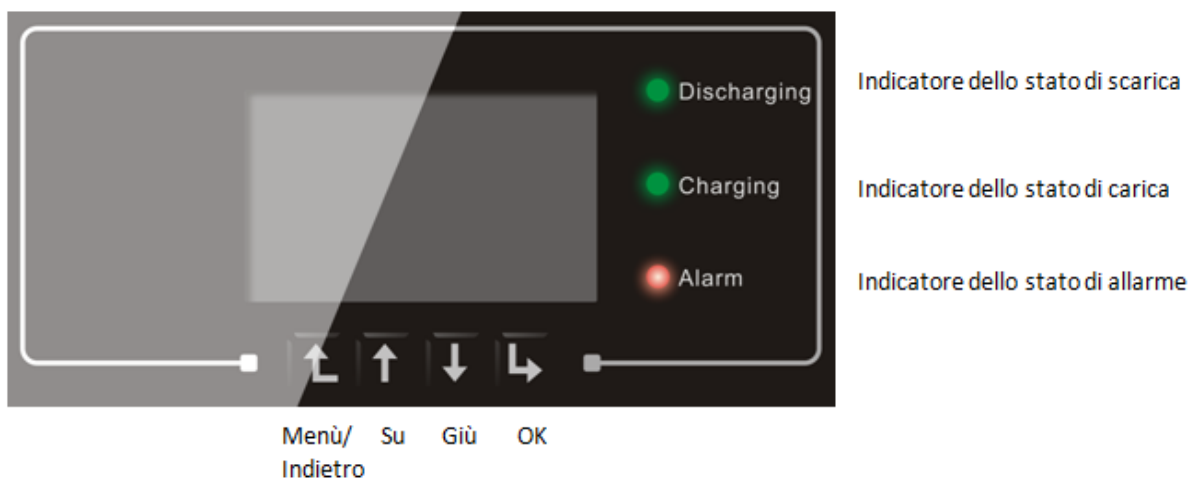 Discharging
Indicatore dello stato di scarica
Charging
Indicatore dello stato di carica
Alarm
Indicatore dello stato di allarme
Menù/ Su Giù OK
Indietro